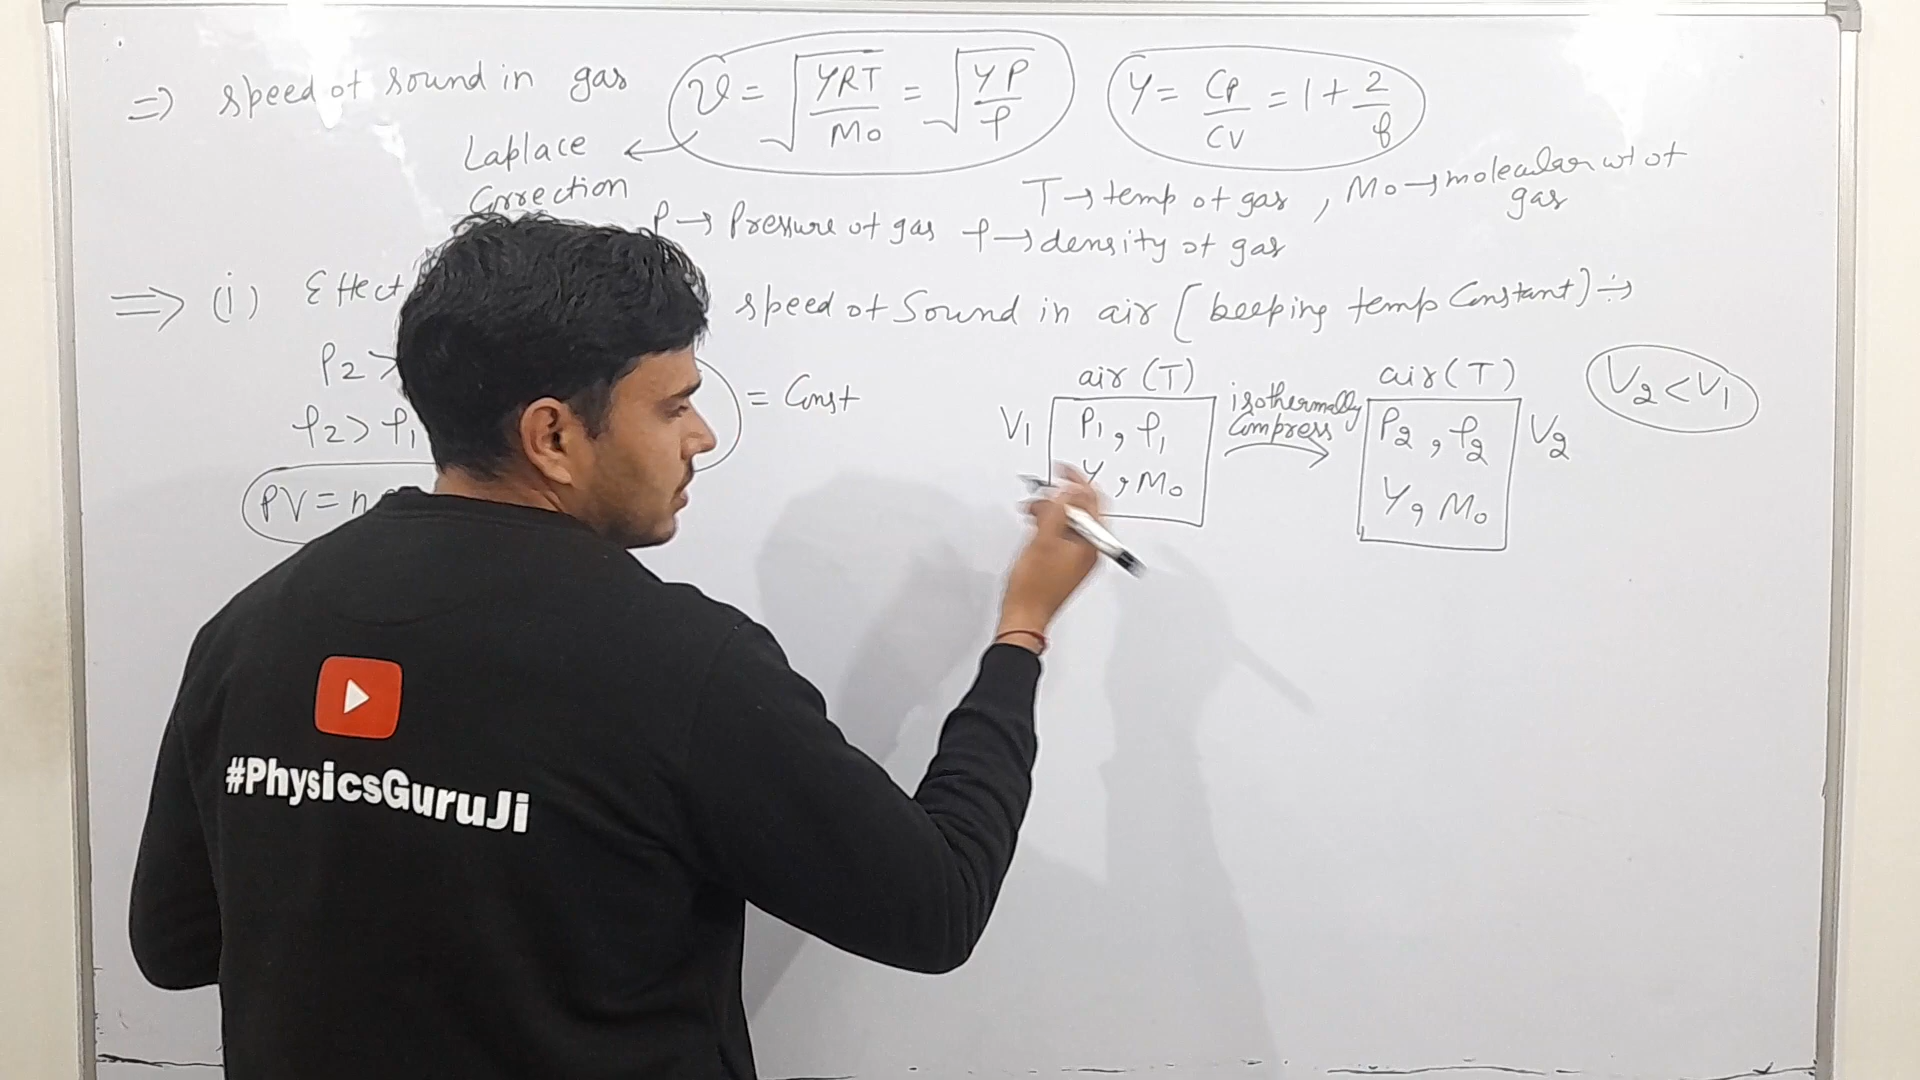 => speed of sound in gas v = √(γRT/M₀) = √(γP/ρ) γ = Cp/Cv = 1 + 2/f
Laplace Correction
T → temp of gas, M₀ → molecular wt of gas
P → Pressure of gas ρ → density of gas
=> (i) Effect speed of Sound in air [keeping temp Constant) :→
P₂ >
ρ₂ > ρ₁
= Const
PV = n
air (T)
V₁ P₁, ρ₁
γ, M₀
isothermally
Compress
air (T)
P₂, ρ₂ V₂
γ, M₀
V₂ < V₁
#PhysicsGuruJi